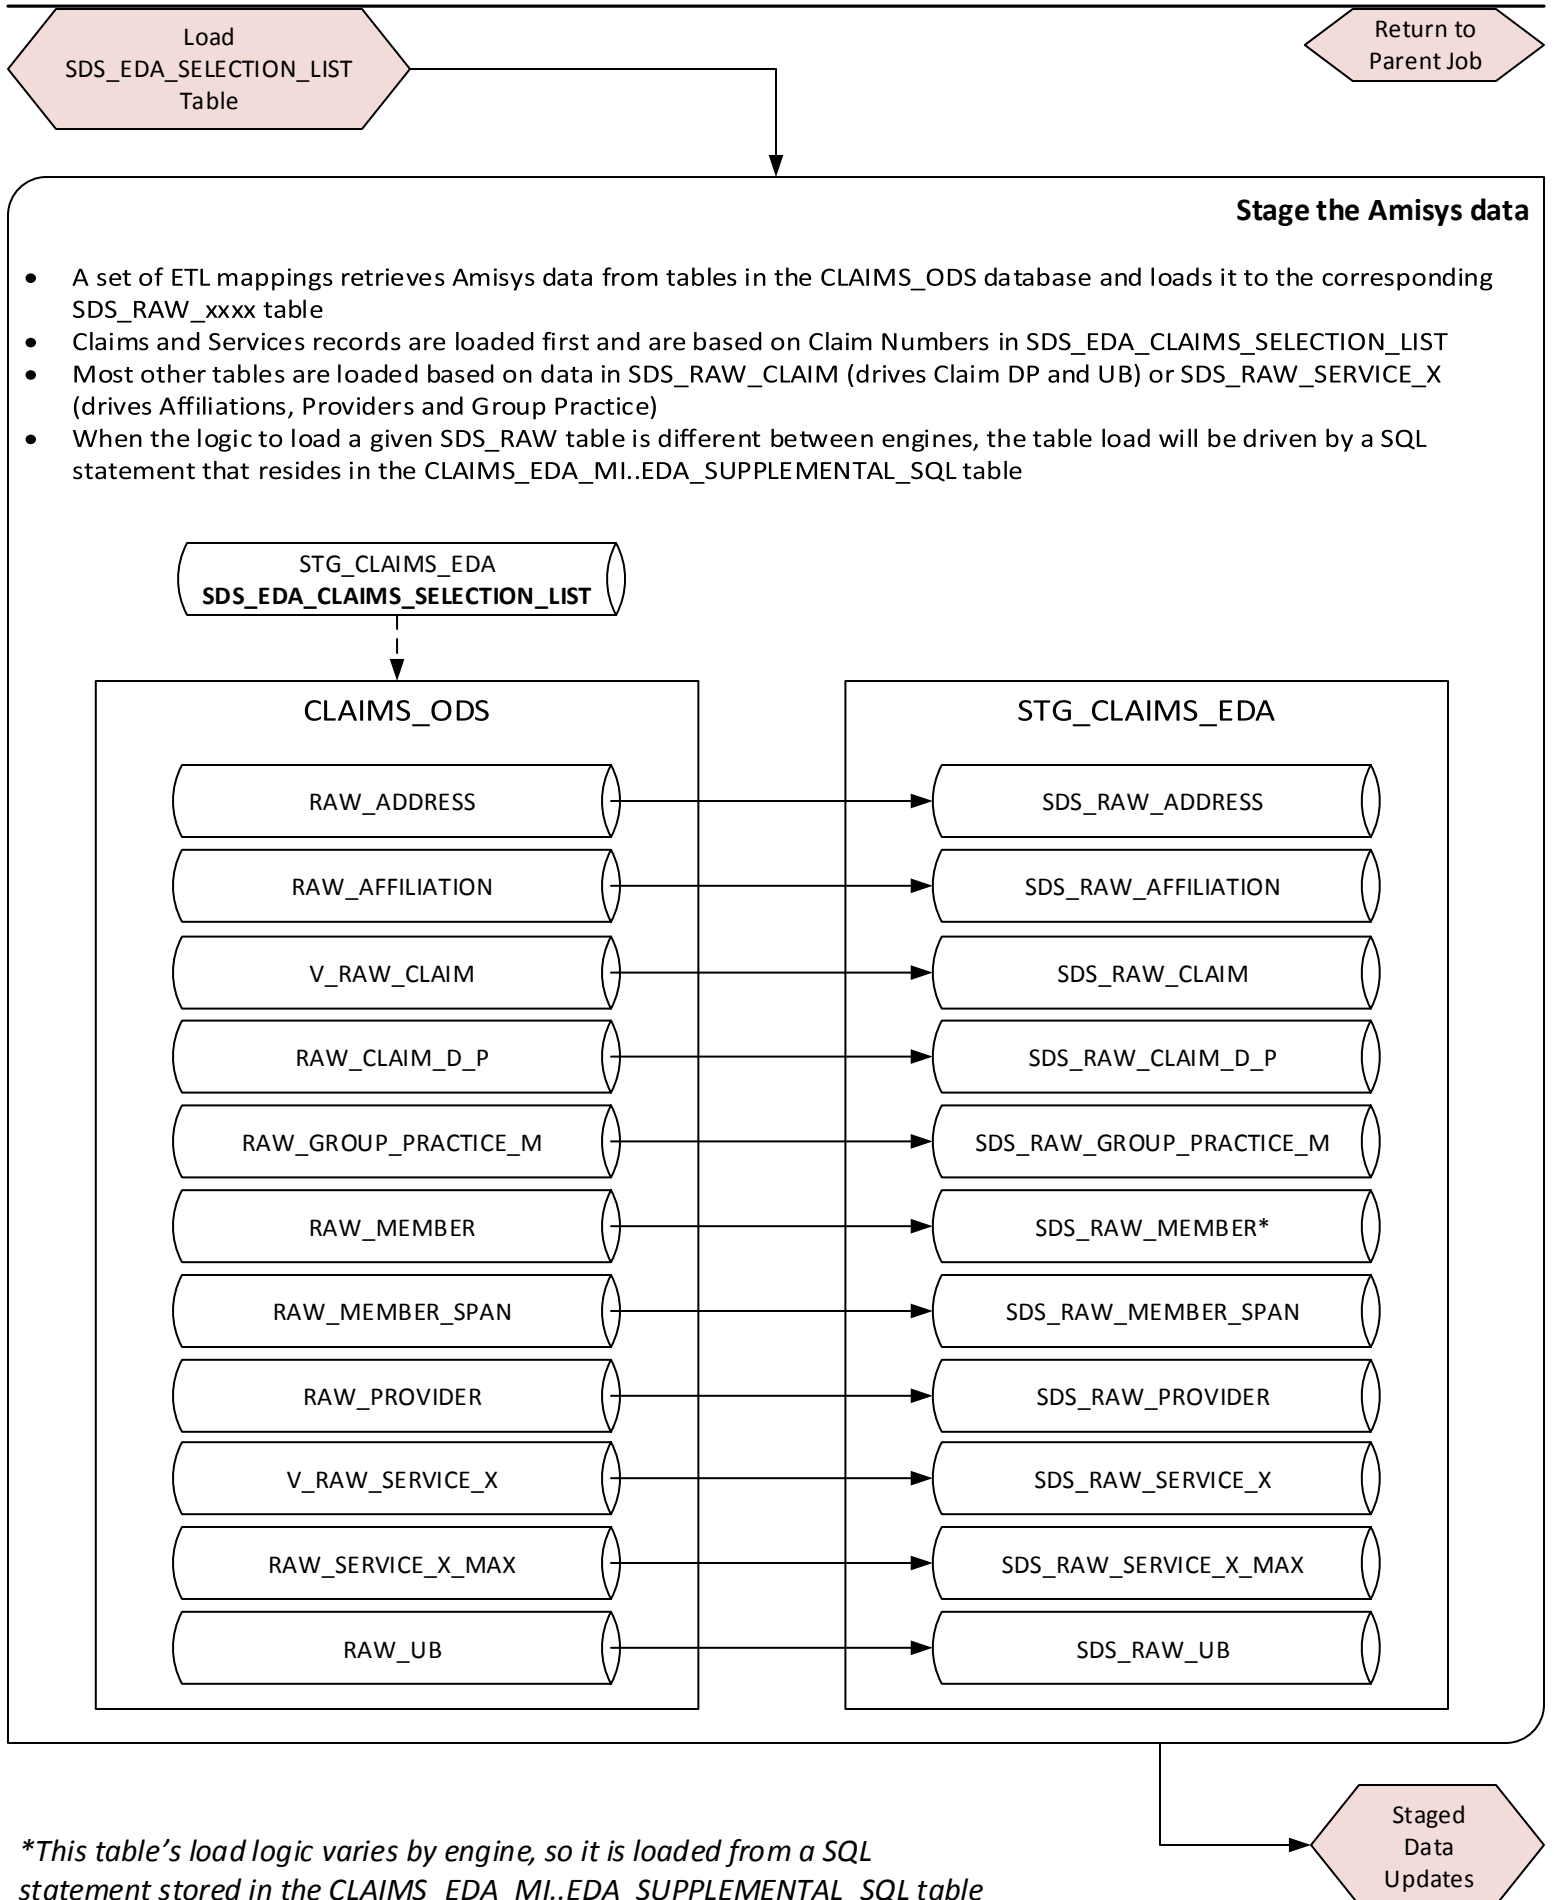 Load
SDS_EDA_SELECTION_LIST
Table
Return to
Parent Job
Stage the Amisys data
• A set of ETL mappings retrieves Amisys data from tables in the CLAIMS_ODS database and loads it to the corresponding
SDS_RAW_xxxx table
• Claims and Services records are loaded first and are based on Claim Numbers in SDS_EDA_CLAIMS_SELECTION_LIST
• Most other tables are loaded based on data in SDS_RAW_CLAIM (drives Claim DP and UB) or SDS_RAW_SERVICE_X
(drives Affiliations, Providers and Group Practice)
• When the logic to load a given SDS_RAW table is different between engines, the table load will be driven by a SQL
statement that resides in the CLAIMS_EDA_MI..EDA_SUPPLEMENTAL_SQL table
STG_CLAIMS_EDA
SDS_EDA_CLAIMS_SELECTION_LIST
CLAIMS_ODS
STG_CLAIMS_EDA
RAW_ADDRESS
SDS_RAW_ADDRESS
RAW_AFFILIATION
SDS_RAW_AFFILIATION
V_RAW_CLAIM
SDS_RAW_CLAIM
RAW_CLAIM_D_P
SDS_RAW_CLAIM_D_P
RAW_GROUP_PRACTICE_M
SDS_RAW_GROUP_PRACTICE_M
RAW_MEMBER
SDS_RAW_MEMBER*
RAW_MEMBER_SPAN
SDS_RAW_MEMBER_SPAN
RAW_PROVIDER
SDS_RAW_PROVIDER
V_RAW_SERVICE_X
SDS_RAW_SERVICE_X
RAW_SERVICE_X_MAX
SDS_RAW_SERVICE_X_MAX
RAW_UB
SDS_RAW_UB
Staged
Data
Updates
*This table’s load logic varies by engine, so it is loaded from a SQL
statement stored in the CLAIMS_EDA_MI..EDA_SUPPLEMENTAL_SQL table